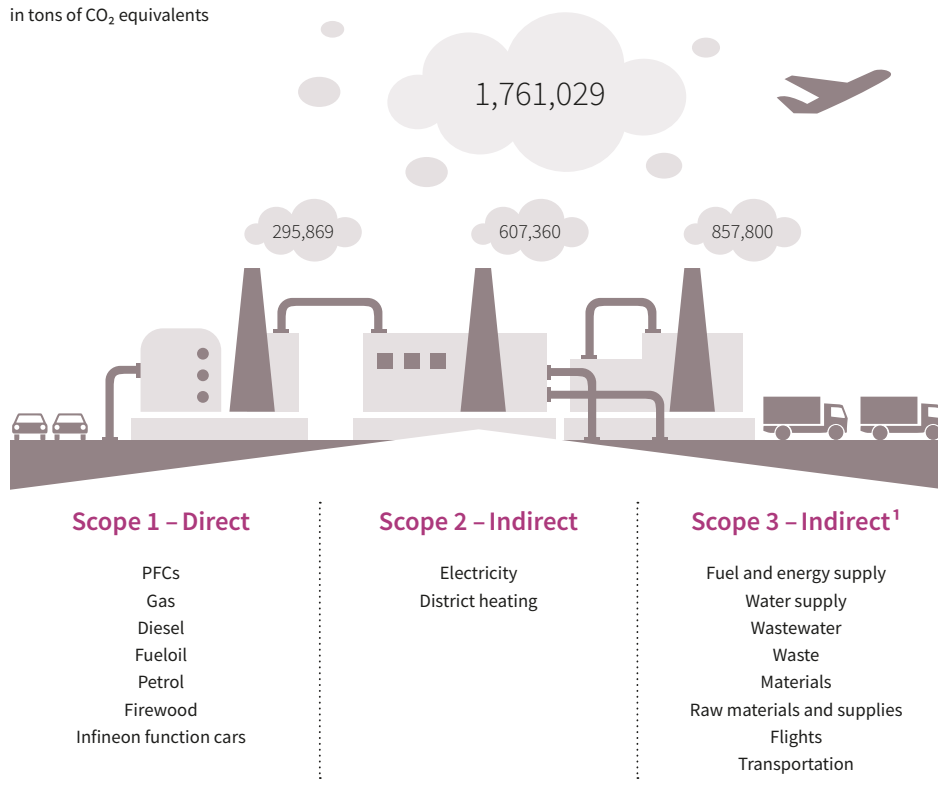 in tons of CO₂ equivalents
1,761,029
295,869
607,360
857,800
Scope 1 – Direct
PFCs
Gas
Diesel
Fueloil
Petrol
Firewood
Infineon function cars
Scope 2 – Indirect
Electricity
District heating
Scope 3 – Indirect¹
Fuel and energy supply
Water supply
Wastewater
Waste
Materials
Raw materials and supplies
Flights
Transportation